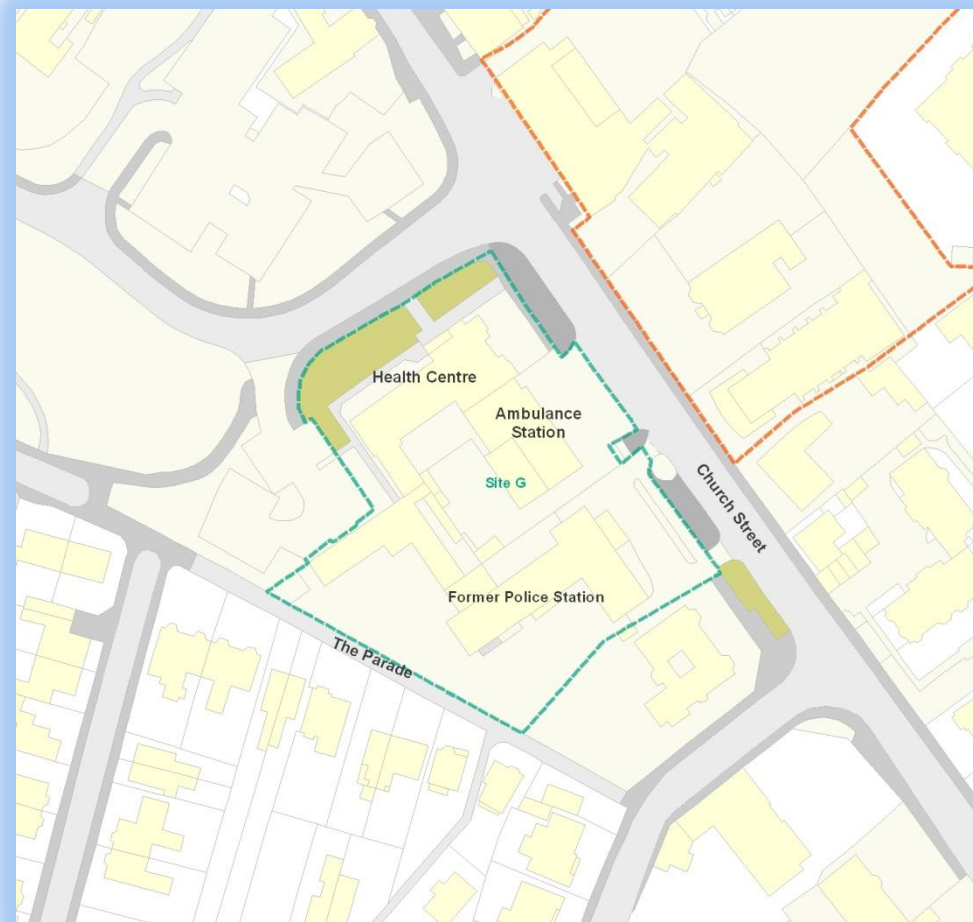 Health Centre
Ambulance
Station
Site G
Church Street
Former Police Station
The Parade